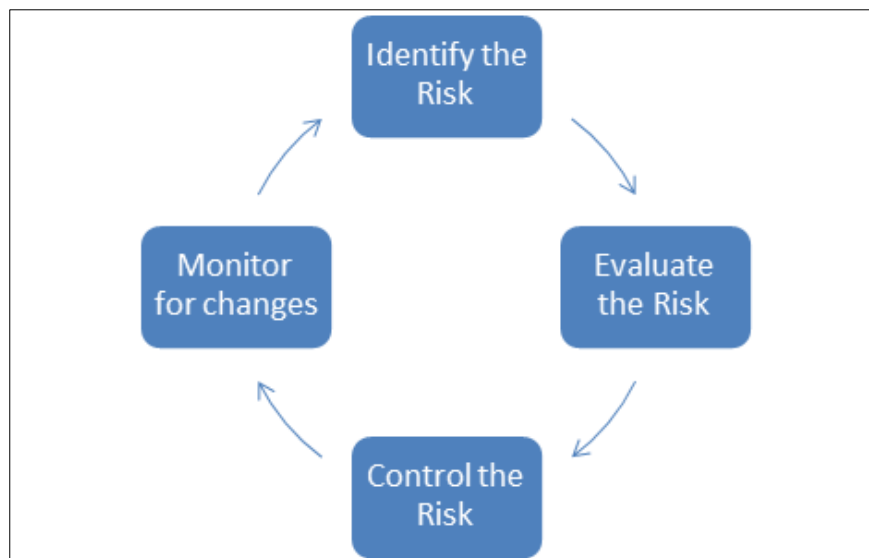 Identify the
Risk
Evaluate
the Risk
Control the
Risk
Monitor
for changes